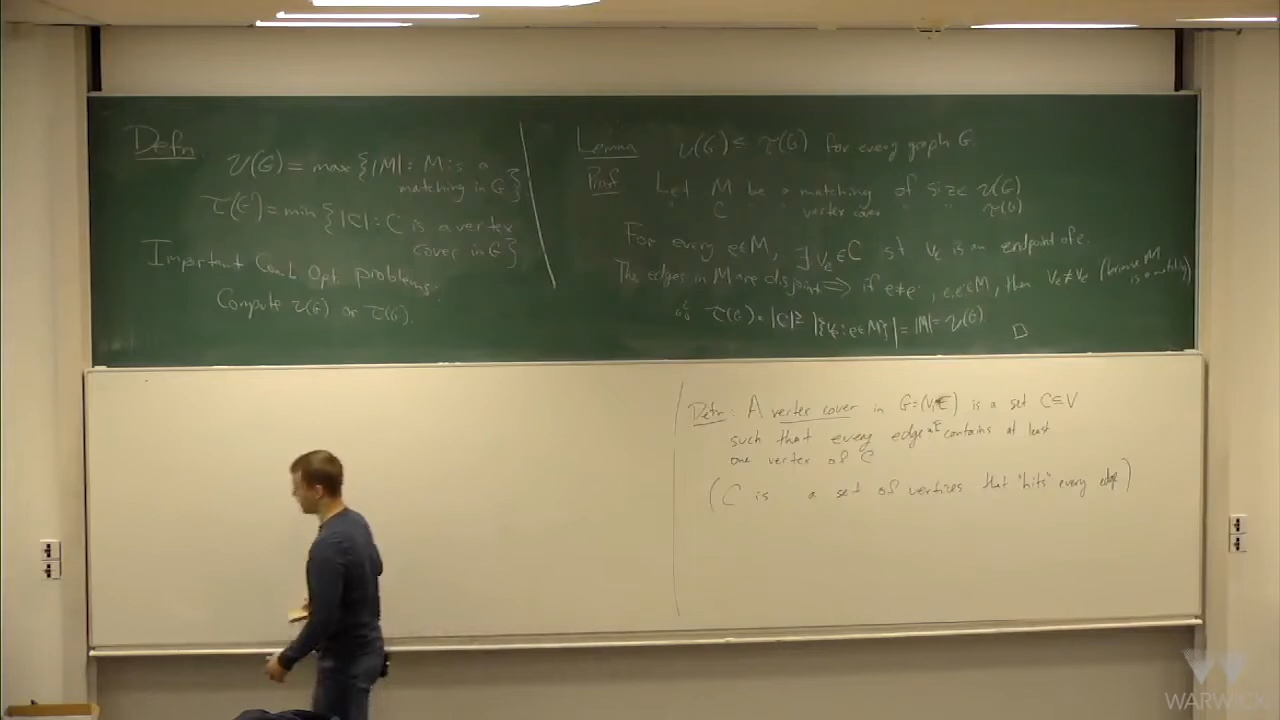 Defn
ν(G) = max {|M| : M is a
matching in G}
τ(G) = min {|C| : C is a vertex
cover in G}
Important Comb. Opt. problems:
Compute ν(G) or τ(G).
Lemma ν(G) ≤ τ(G) for every graph G.
Proof Let M be a matching of size ν(G)
" C " " vertex cover " " τ(G)
For every e∈M, ∃ v_e ∈ C st v_e is an endpoint of e.
The edges in M are disjoint ⟹ if e≠e', e,e'∈M, then v_e≠v_e' (because M
is a matching)
∴ τ(G) = |C| ≥ |{v_e : e∈M}| = |M| = ν(G) □
Defn: A vertex cover in G=(V,E) is a set C⊆V
such that every edge e∈E contains at least
one vertex of C
(C is a set of vertices that "hits" every edge)
WARWICK